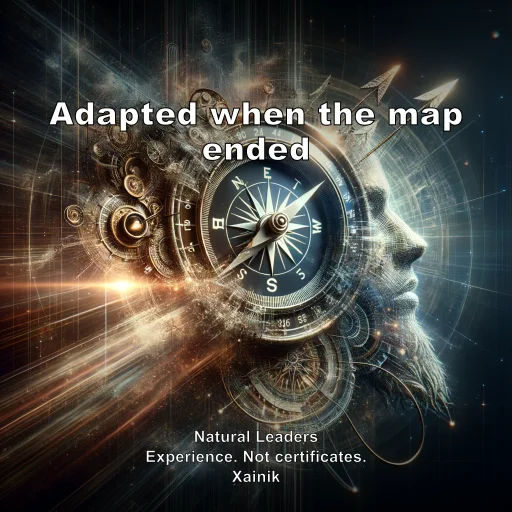 Adapted when the map
ended
N
E
W
S
Natural Leaders
Experience. Not certificates.
Xainik